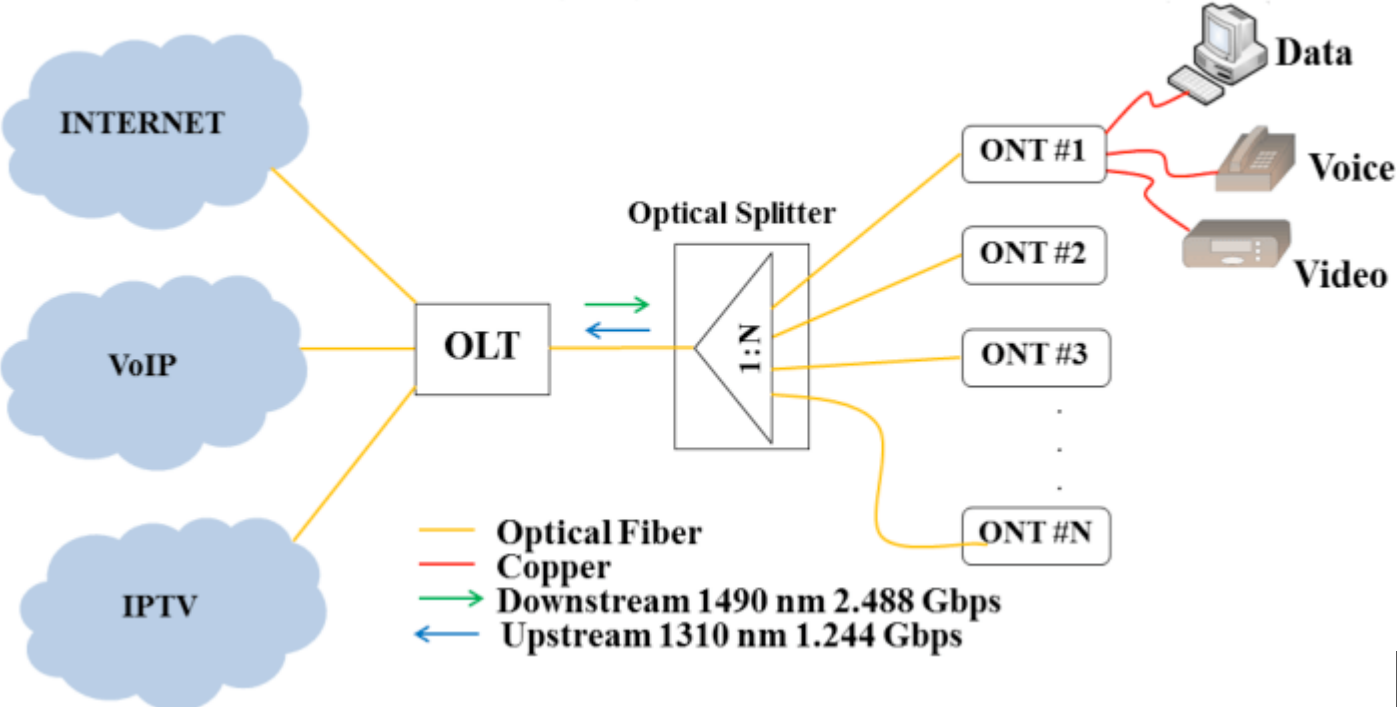 INTERNET
VoIP
IPTV
OLT
Optical Splitter
1:N
ONT #1
ONT #2
ONT #3
.
.
.
ONT #N
Data
Voice
Video
Optical Fiber
Copper
Downstream 1490 nm 2.488 Gbps
Upstream 1310 nm 1.244 Gbps